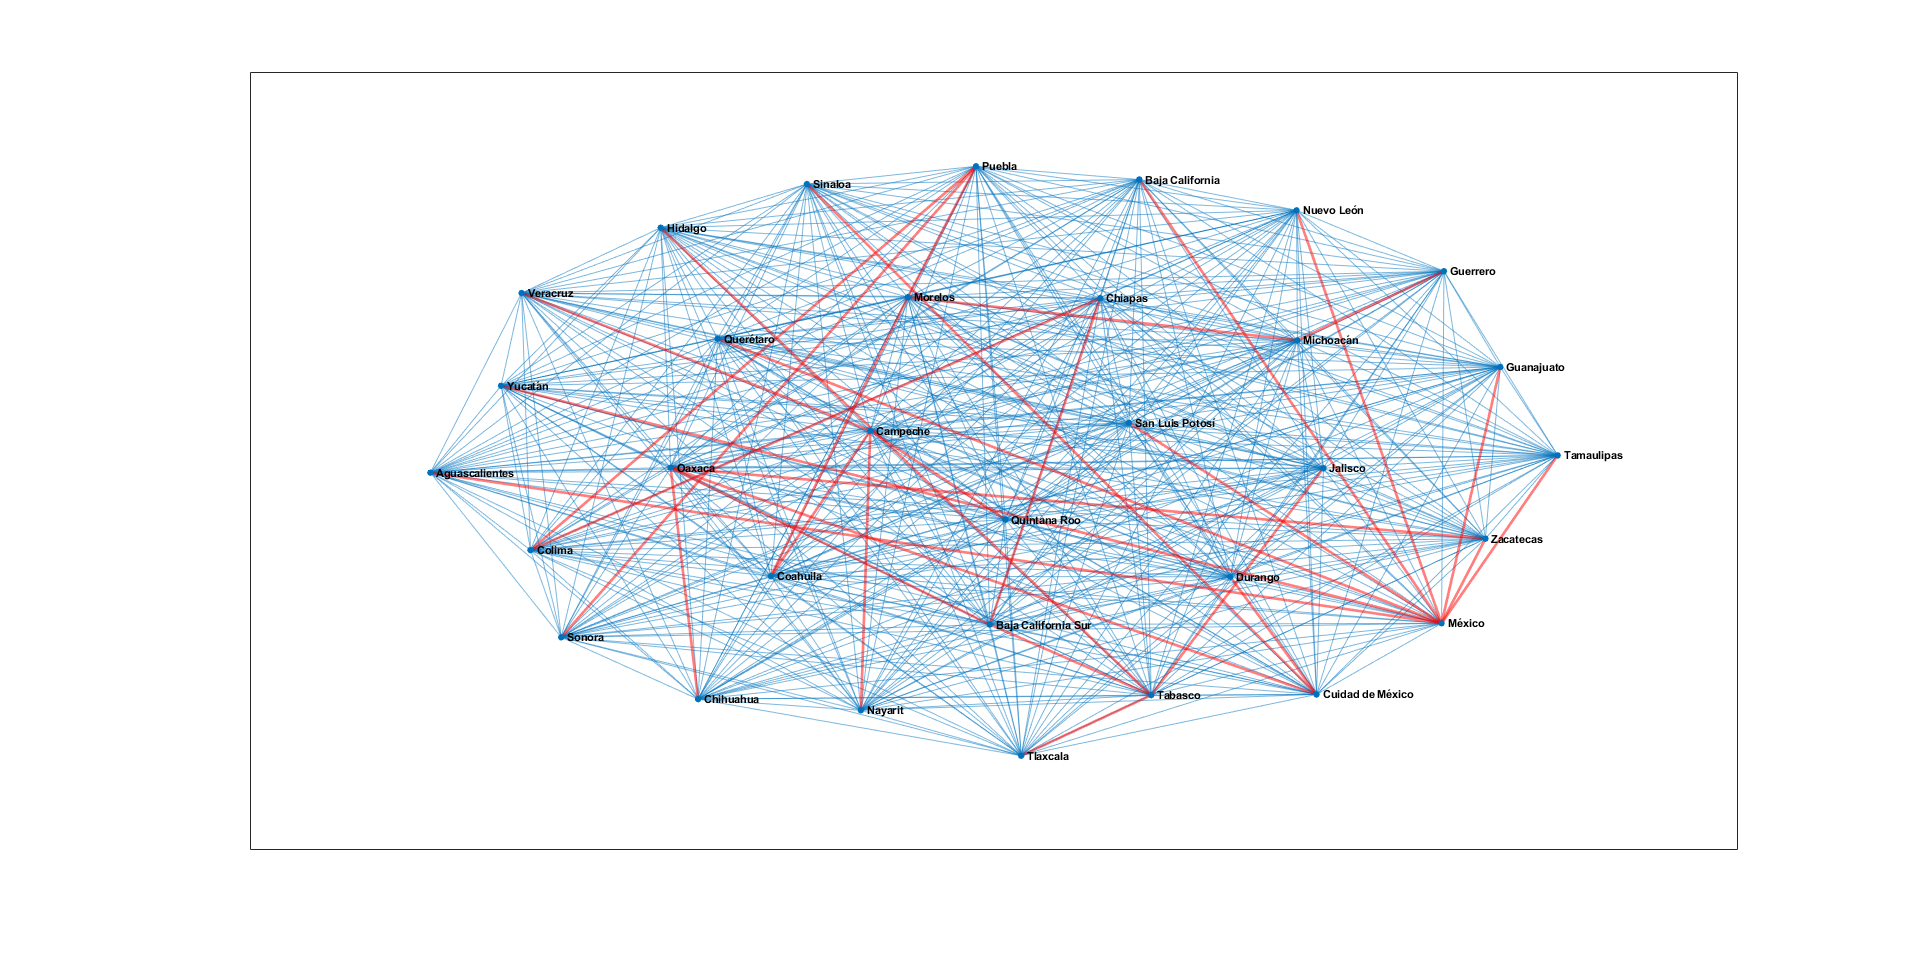 Puebla
Baja California
Sinaloa
Nuevo León
Hidalgo
Guerrero
Veracruz
Morelos
Chiapas
Querétaro
Michoacán
Guanajuato
Yucatán
San Luis Potosí
Campeche
Tamaulipas
Oaxaca
Jalisco
Aguascalientes
Quintana Roo
Zacatecas
Colima
Coahuila
Durango
México
Baja California Sur
Sonora
Cuidad de México
Tabasco
Chihuahua
Nayarit
Tlaxcala